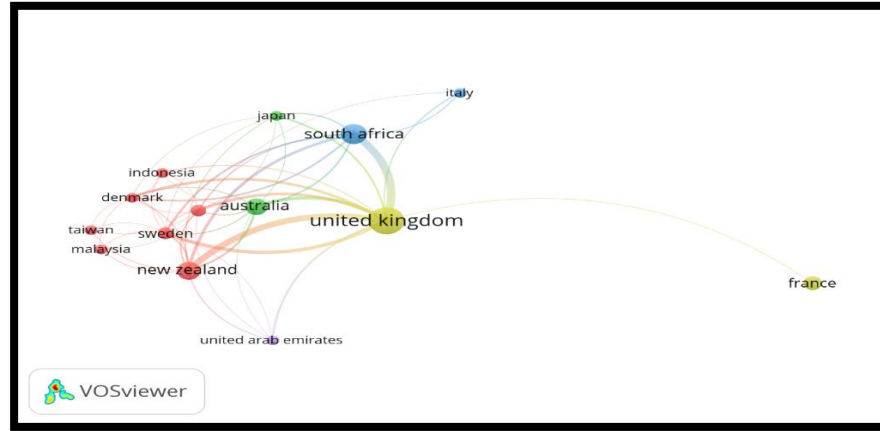 italy
japan
south africa
indonesia
denmark
australia
united kingdom
taiwan
sweden
malaysia
new zealand
france
united arab emirates
VOSviewer